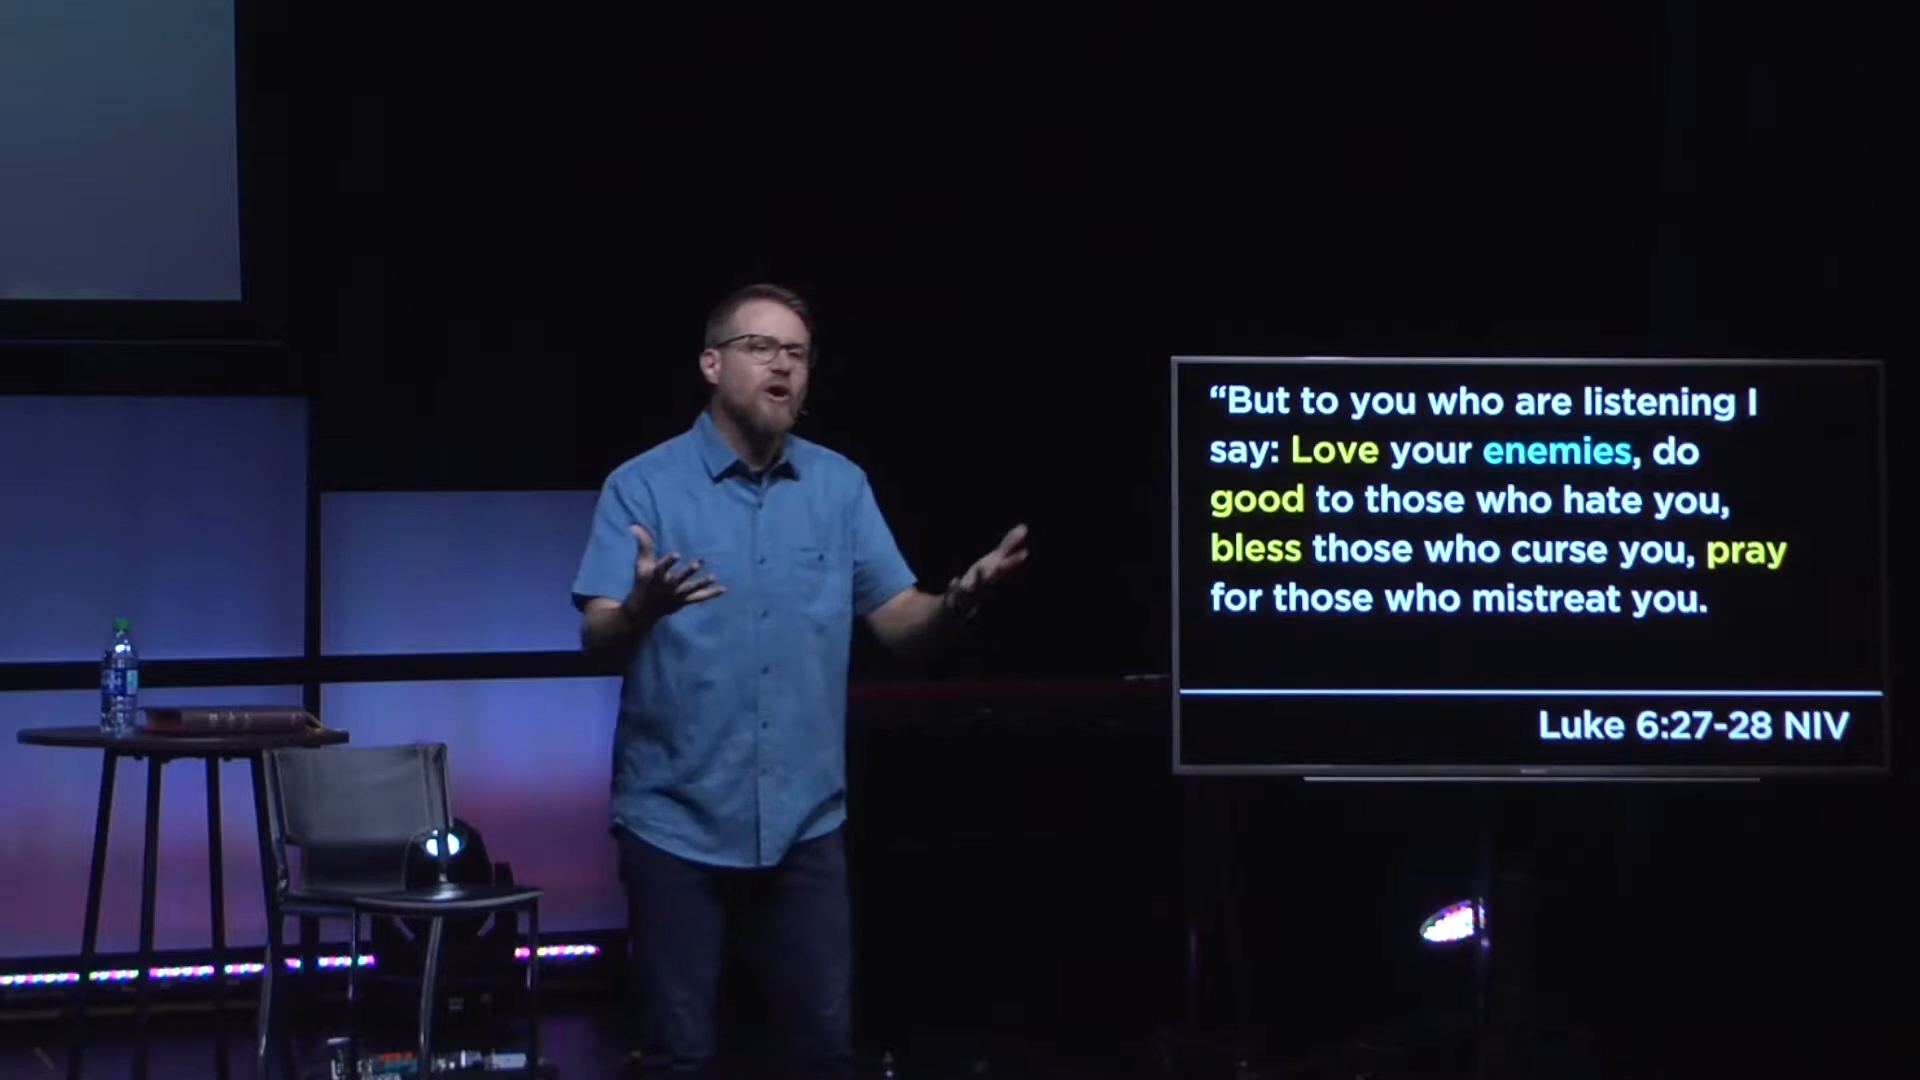 “But to you who are listening I
say: Love your enemies, do
good to those who hate you,
bless those who curse you, pray
for those who mistreat you.
Luke 6:27-28 NIV